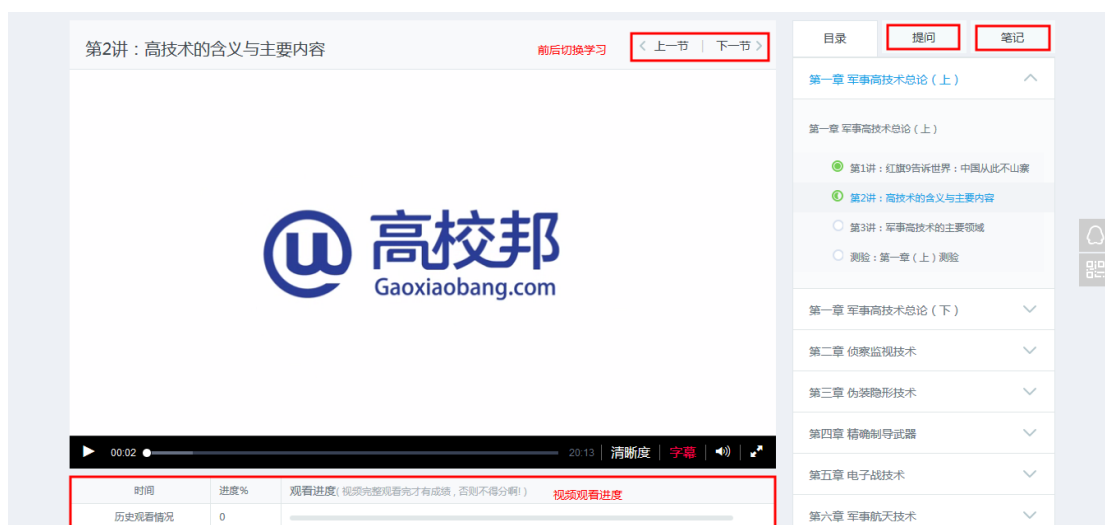 第2讲：高技术的含义与主要内容
前后切换学习
上一节 | 下一节
高校邦
Gaoxiaobang.com
00:02
20:13 | 清晰度 | 字幕
时间 进度% 观看进度( 视频完整观看完才有成绩 , 否则不得分啊! ) 视频观看进度
历史观看情况 0
目录 提问 笔记
第一章 军事高技术总论（上）
第一章 军事高技术总论（上）
第1讲：红旗9告诉世界：中国从此不山寨
第2讲：高技术的含义与主要内容
第3讲：军事高技术的主要领域
测验：第一章（上）测验
第一章 军事高技术总论（下）
第二章 侦察监视技术
第三章 伪装隐形技术
第四章 精确制导武器
第五章 电子战技术
第六章 军事航天技术